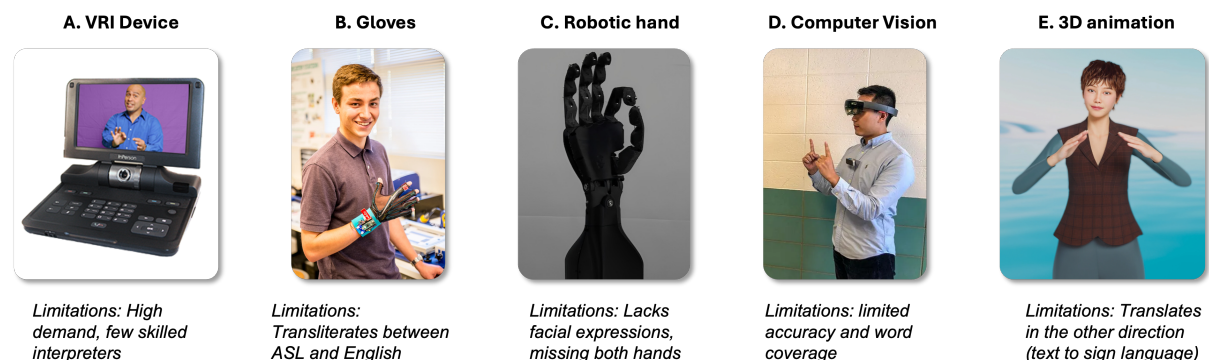 A. VRI Device
B. Gloves
C. Robotic hand
D. Computer Vision
E. 3D animation
InPerson
Limitations: High
demand, few skilled
interpreters
Limitations:
Transliterates between
ASL and English
Limitations: Lacks
facial expressions,
missing both hands
Limitations: limited
accuracy and word
coverage
Limitations: Translates
in the other direction
(text to sign language)